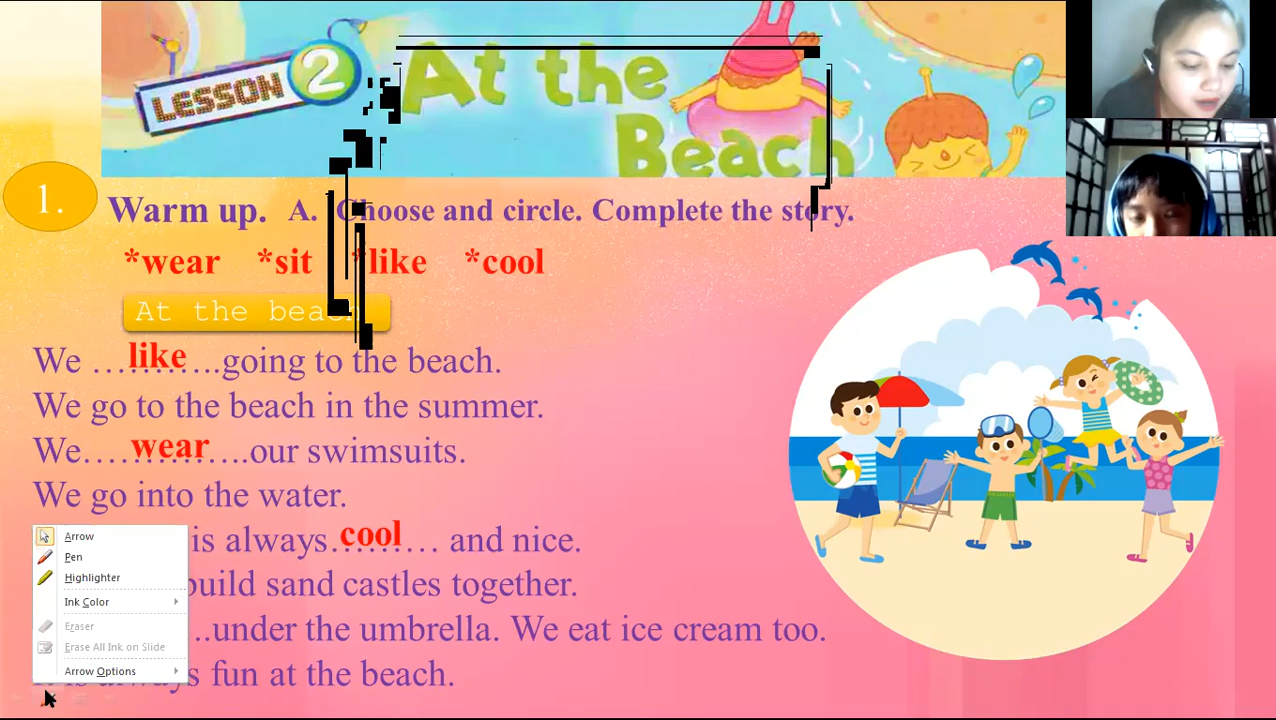 LESSON 2
At the
Beach
1.
Warm up. A. Choose and circle. Complete the story.
*wear *sit *like *cool
At the beach
We ….like…..going to the beach.
We go to the beach in the summer.
We….wear…..our swimsuits.
We go into the water.
is always.cool… and nice.
build sand castles together.
..under the umbrella. We eat ice cream too.
It is always fun at the beach.
Arrow
Pen
Highlighter
Ink Color
Eraser
Erase All Ink on Slide
Arrow Options